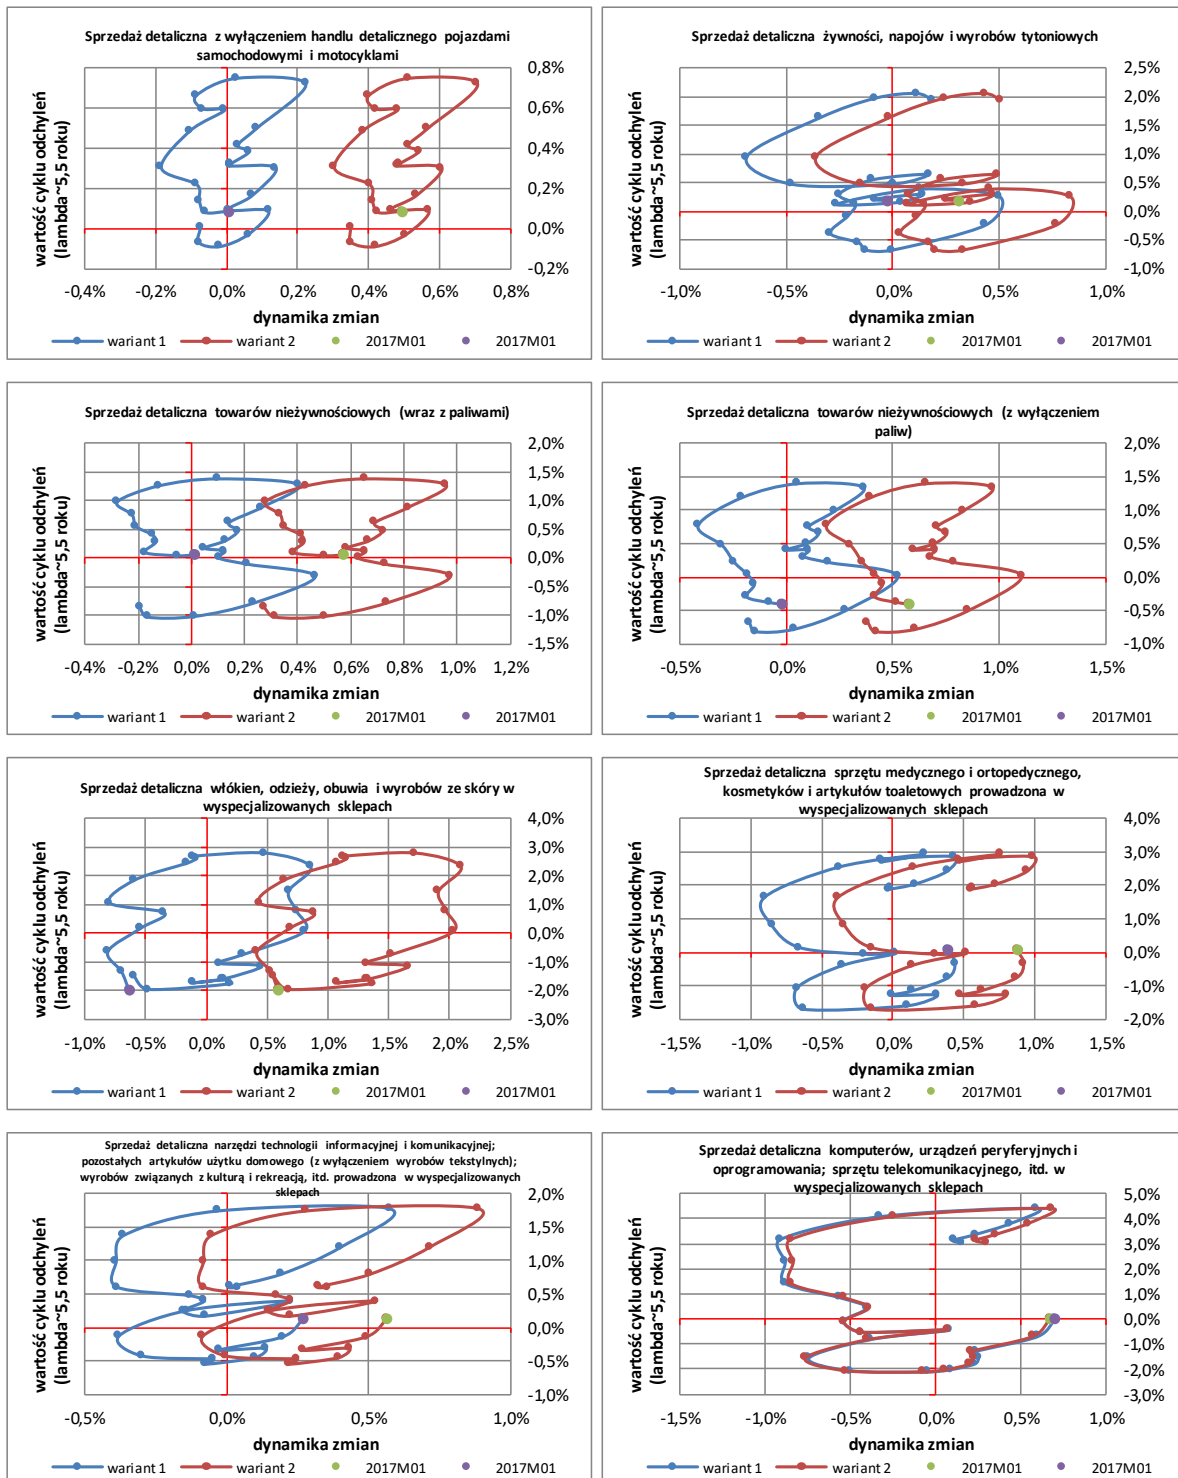 Sprzedaż detaliczna z wyłączeniem handlu detalicznego pojazdami
samochodowymi i motocyklami
wartość cyklu odchyleń
(lambda~5,5 roku)
0,8%
0,6%
0,4%
0,2%
0,0%
-0,2%
-0,4% -0,2% 0,0% 0,2% 0,4% 0,6% 0,8%
dynamika zmian
wariant 1 wariant 2 2017M01 2017M01
Sprzedaż detaliczna żywności, napojów i wyrobów tytoniowych
wartość cyklu odchyleń
(lambda~5,5 roku)
2,5%
2,0%
1,5%
1,0%
0,5%
0,0%
-0,5%
-1,0%
-1,0% -0,5% 0,0% 0,5% 1,0%
dynamika zmian
wariant 1 wariant 2 2017M01 2017M01
Sprzedaż detaliczna towarów nieżywnościowych (wraz z paliwami)
wartość cyklu odchyleń
(lambda~5,5 roku)
2,0%
1,5%
1,0%
0,5%
0,0%
-0,5%
-1,0%
-1,5%
-0,4% -0,2% 0,0% 0,2% 0,4% 0,6% 0,8% 1,0% 1,2%
dynamika zmian
wariant 1 wariant 2 2017M01 2017M01
Sprzedaż detaliczna towarów nieżywnościowych (z wyłączeniem
paliw)
wartość cyklu odchyleń
(lambda~5,5 roku)
2,0%
1,5%
1,0%
0,5%
0,0%
-0,5%
-1,0%
-0,5% 0,0% 0,5% 1,0% 1,5%
dynamika zmian
wariant 1 wariant 2 2017M01 2017M01
Sprzedaż detaliczna włókien, odzieży, obuwia i wyrobów ze skóry w
wyspecjalizowanych sklepach
wartość cyklu odchyleń
(lambda~5,5 roku)
4,0%
3,0%
2,0%
1,0%
0,0%
-1,0%
-2,0%
-3,0%
-1,0% -0,5% 0,0% 0,5% 1,0% 1,5% 2,0% 2,5%
dynamika zmian
wariant 1 wariant 2 2017M01 2017M01
Sprzedaż detaliczna sprzętu medycznego i ortopedycznego,
kosmetyków i artykułów toaletowych prowadzona w
wyspecjalizowanych sklepach
wartość cyklu odchyleń
(lambda~5,5 roku)
4,0%
3,0%
2,0%
1,0%
0,0%
-1,0%
-2,0%
-1,5% -1,0% -0,5% 0,0% 0,5% 1,0% 1,5%
dynamika zmian
wariant 1 wariant 2 2017M01 2017M01
Sprzedaż detaliczna narzędzi technologii informacyjnej i komunikacyjnej;
pozostałych artykułów użytku domowego (z wyłączeniem wyrobów tekstylnych);
wyrobów związanych z kulturą i rekreacją, itd. prowadzona w wyspecjalizowanych
sklepach
wartość cyklu odchyleń
(lambda~5,5 roku)
2,0%
1,5%
1,0%
0,5%
0,0%
-0,5%
-1,0%
-0,5% 0,0% 0,5% 1,0%
dynamika zmian
wariant 1 wariant 2 2017M01 2017M01
Sprzedaż detaliczna komputerów, urządzeń peryferyjnych i
oprogramowania; sprzętu telekomunikacyjnego, itd. w
wyspecjalizowanych sklepach
wartość cyklu odchyleń
(lambda~5,5 roku)
5,0%
4,0%
3,0%
2,0%
1,0%
0,0%
-1,0%
-2,0%
-3,0%
-1,5% -1,0% -0,5% 0,0% 0,5% 1,0%
dynamika zmian
wariant 1 wariant 2 2017M01 2017M01